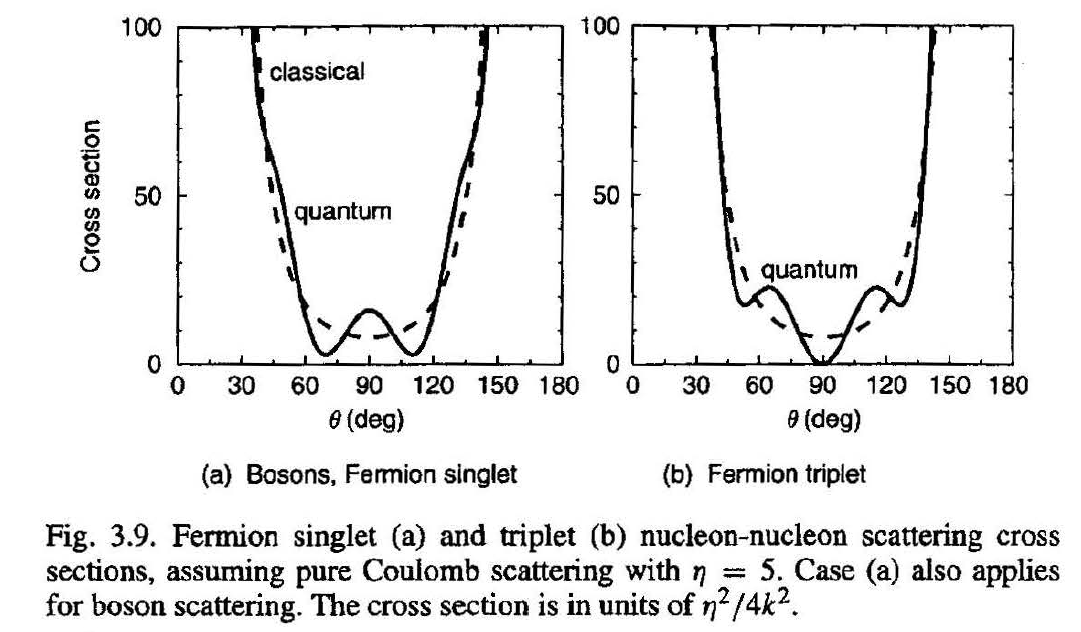 100
classical
Cross section
50
quantum
0
0 30 60 90 120 150 180
θ (deg)
(a) Bosons, Fermion singlet
100
50
quantum
0
0 30 60 90 120 150 180
θ (deg)
(b) Fermion triplet
Fig. 3.9. Fermion singlet (a) and triplet (b) nucleon-nucleon scattering cross
sections, assuming pure Coulomb scattering with η = 5. Case (a) also applies
for boson scattering. The cross section is in units of η²/4k².